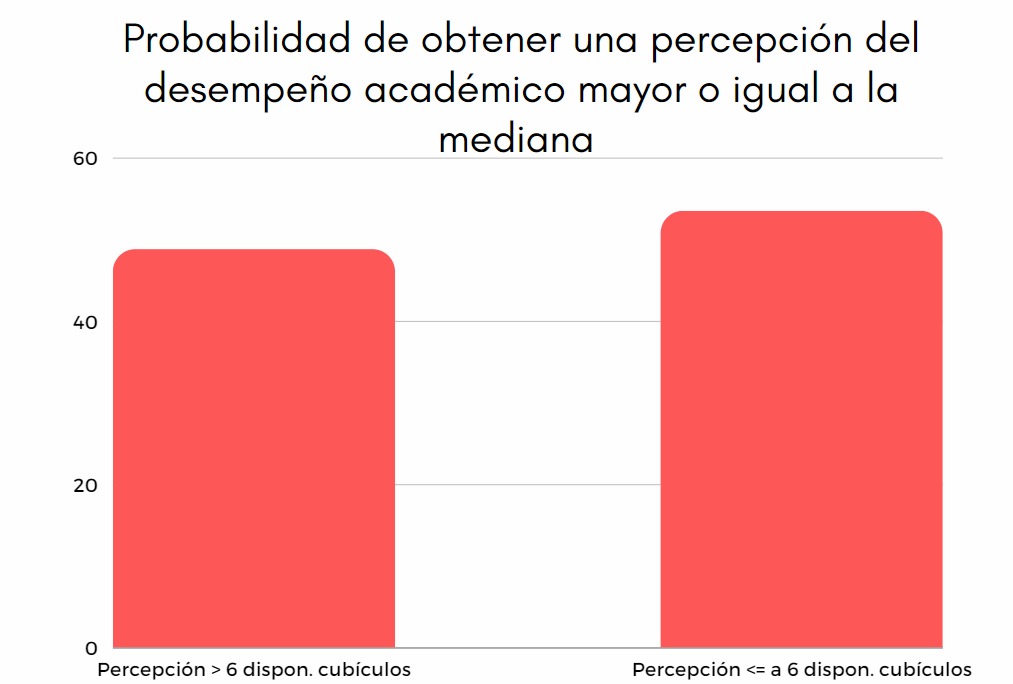 Probabilidad de obtener una percepción del
desempeño académico mayor o igual a la
mediana
60
40
20
0
Percepción > 6 dispon. cubículos
Percepción <= a 6 dispon. cubículos